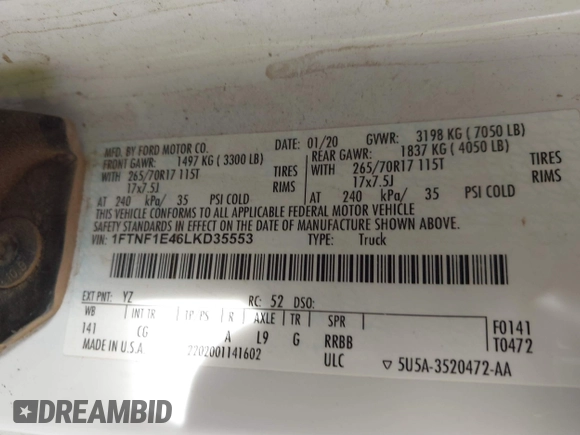 MFD. BY FORD MOTOR CO.
DATE: 01/20 GVWR: 3198 KG ( 7050 LB)
FRONT GAWR: 1497 KG ( 3300 LB) REAR GAWR: 1837 KG ( 4050 LB)
WITH 265/70R17 115T TIRES WITH 265/70R17 115T TIRES
17x7.5J RIMS 17x7.5J RIMS
AT 240 kPa/ 35 PSI COLD AT 240 kPa/ 35 PSI COLD
THIS VEHICLE CONFORMS TO ALL APPLICABLE FEDERAL MOTOR VEHICLE
SAFETY STANDARDS IN EFFECT ON THE DATE OF MANUFACTURE SHOWN ABOVE.
VIN: 1FTNF1E46LKD35553 TYPE: Truck
EXT PNT: YZ RC: 52 DSO:
WB INT TR TP PS R AXLE TR SPR F0141
141 CG A L9 G RRBB T0472
MADE IN U.S.A 2202001141602 ULC ▽ 5U5A-3520472-AA
DREAMBID